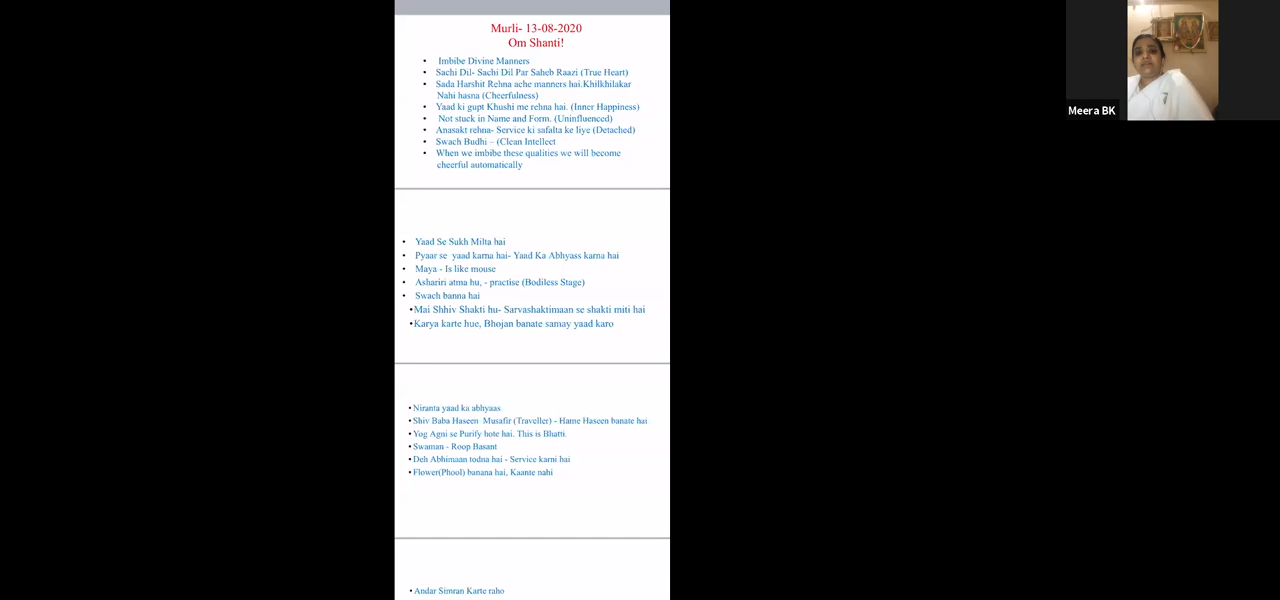 Murli- 13-08-2020
Om Shanti!
• Imbibe Divine Manners
• Sachi Dil- Sachi Dil Par Saheb Raazi (True Heart)
• Sada Harshit Rehna ache manners hai.Khilkhilakar
Nahi hasna (Cheerfulness)
• Yaad ki gupt Khushi me rehna hai. (Inner Happiness)
• Not stuck in Name and Form. (Uninfluenced)
• Anasakt rehna- Service ki safalta ke liye (Detached)
• Swach Budhi – (Clean Intellect
• When we imbibe these qualities we will become
cheerful automatically
• Yaad Se Sukh Milta hai
• Pyaar se yaad karna hai- Yaad Ka Abhyass karna hai
• Maya - Is like mouse
• Ashariri atma hu, - practise (Bodiless Stage)
• Swach banna hai
•Mai Shhiv Shakti hu- Sarvashaktimaan se shakti miti hai
•Karya karte hue, Bhojan banate samay yaad karo
•Niranta yaad ka abhyaas
•Shiv Baba Haseen Musafir (Traveller) - Hame Haseen banate hai
•Yog Agni se Purify hote hai. This is Bhatti.
•Swaman - Roop Basant
•Deh Abhimaan todna hai - Service karni hai
•Flower(Phool) banana hai, Kaante nahi
•Andar Simran Karte raho
Meera BK